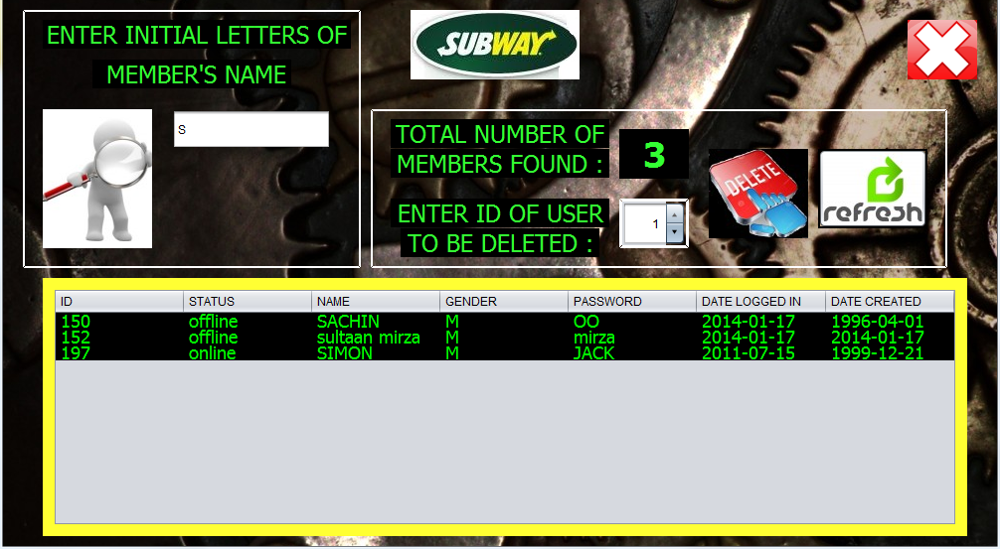 ENTER INITIAL LETTERS OF
MEMBER'S NAME
s
SUBWAY
TOTAL NUMBER OF
MEMBERS FOUND :
3
ENTER ID OF USER
TO BE DELETED :
1
DELETE
refresh
ID STATUS NAME GENDER PASSWORD DATE LOGGED IN DATE CREATED
150 offline SACHIN M OO 2014-01-17 1996-04-01
152 offline sultaan mirza M mirza 2014-01-17 2014-01-17
197 online SIMON M JACK 2011-07-15 1999-12-21